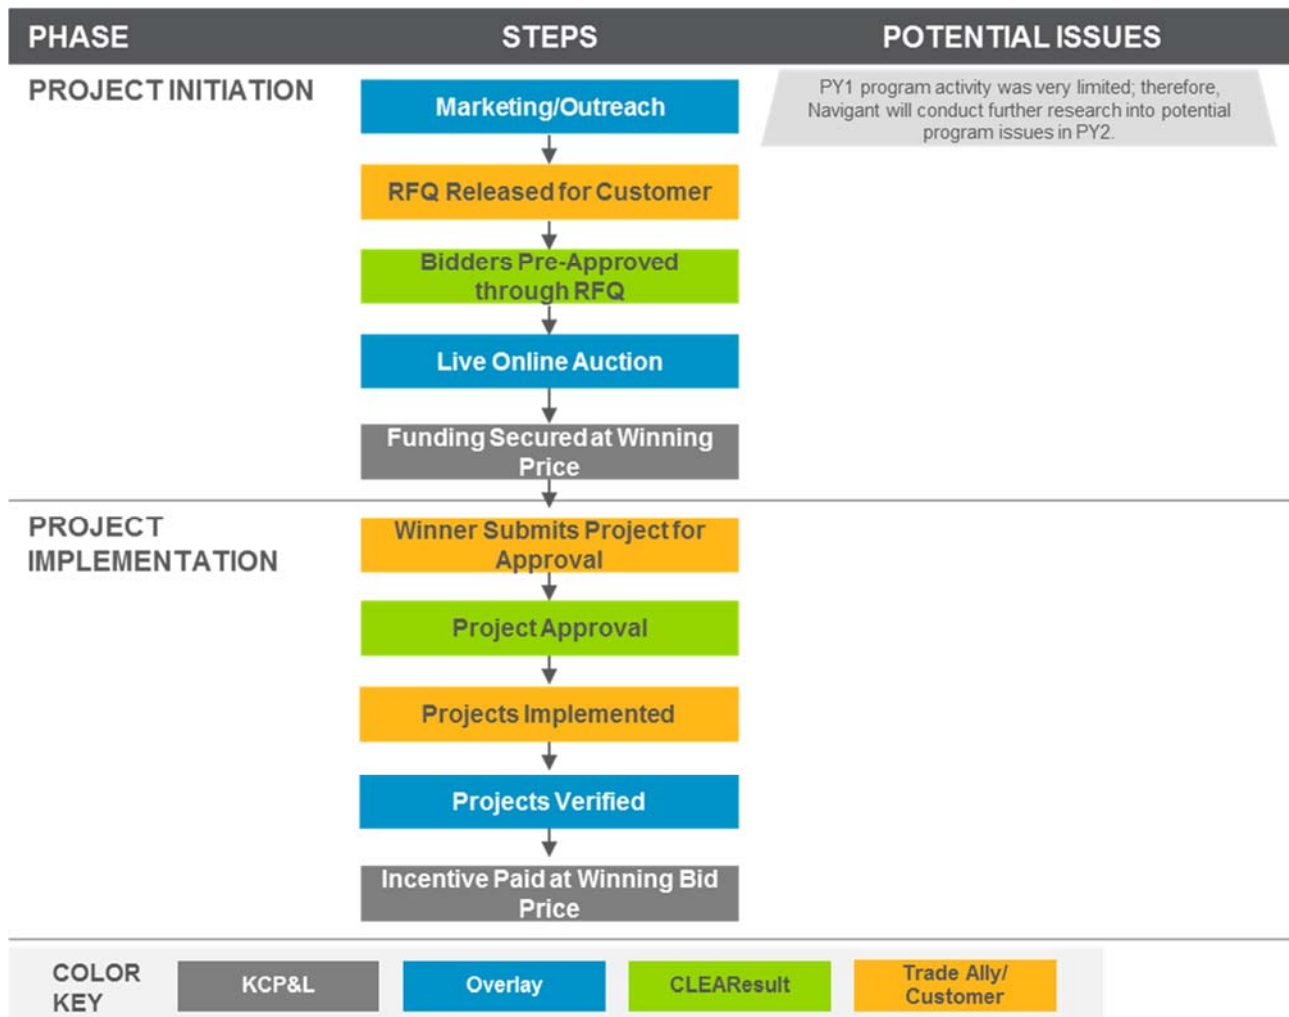 PHASE
STEPS
POTENTIAL ISSUES
PROJECT INITIATION
Marketing/Outreach
PY1 program activity was very limited; therefore,
Navigant will conduct further research into potential
program issues in PY2.
RFQ Released for Customer
Bidders Pre-Approved
through RFQ
Live Online Auction
Funding Secured at Winning
Price
PROJECT
IMPLEMENTATION
Winner Submits Project for
Approval
Project Approval
Projects Implemented
Projects Verified
Incentive Paid at Winning Bid
Price
COLOR
KEY
KCP&L
Overlay
CLEAResult
Trade Ally/
Customer